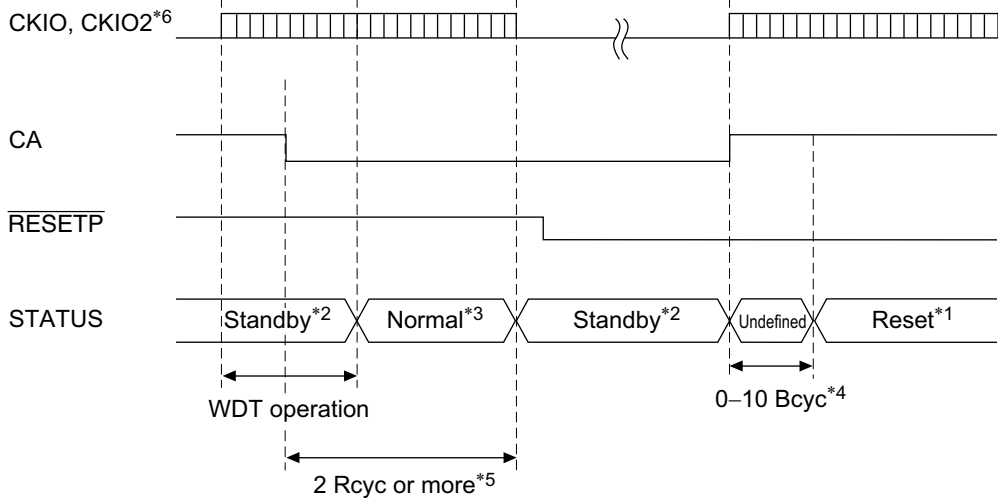 CKIO, CKIO2*6
CA
RESETP
STATUS
Standby*2
Normal*3
Standby*2
Undefined
Reset*1
WDT operation
0–10 Bcyc*4
2 Rcyc or more*5